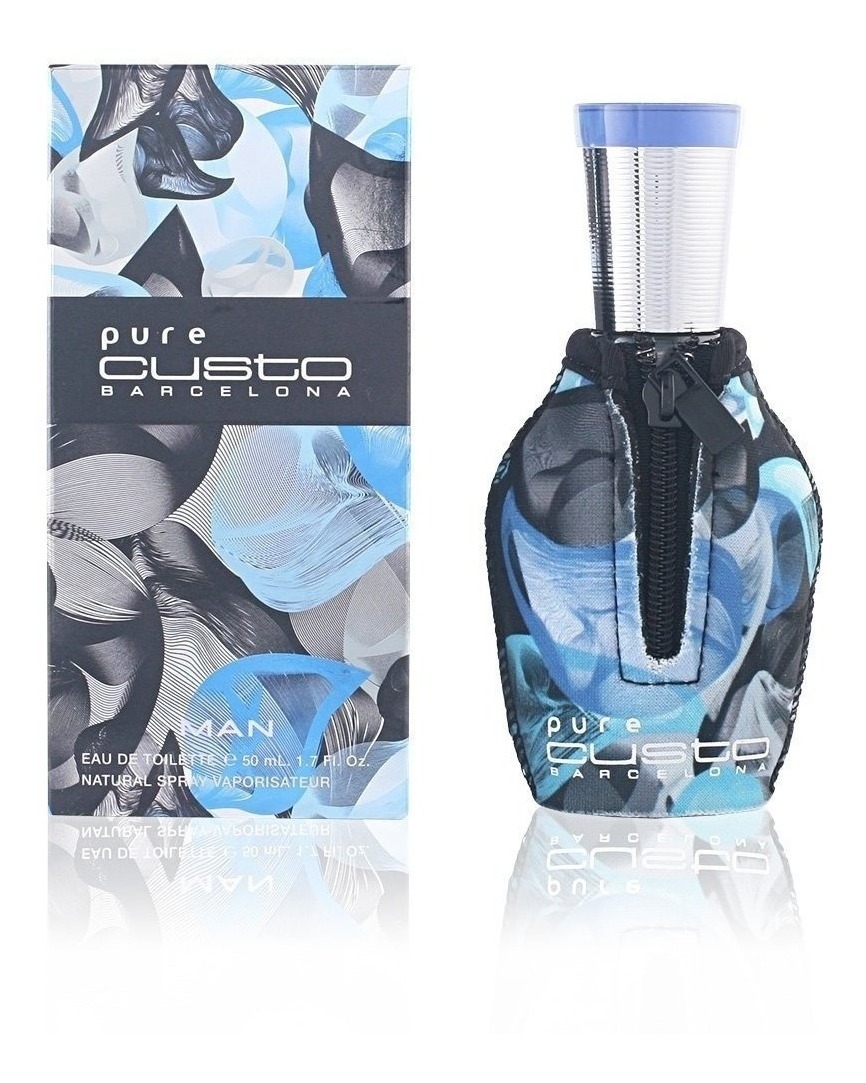 pure
custo
BARCELONA
MAN
EAU DE TOILETTE e 50 mL. 1.7 Fl. Oz.
NATURAL SPRAY VAPORISATEUR
pure
custo
BARCELONA